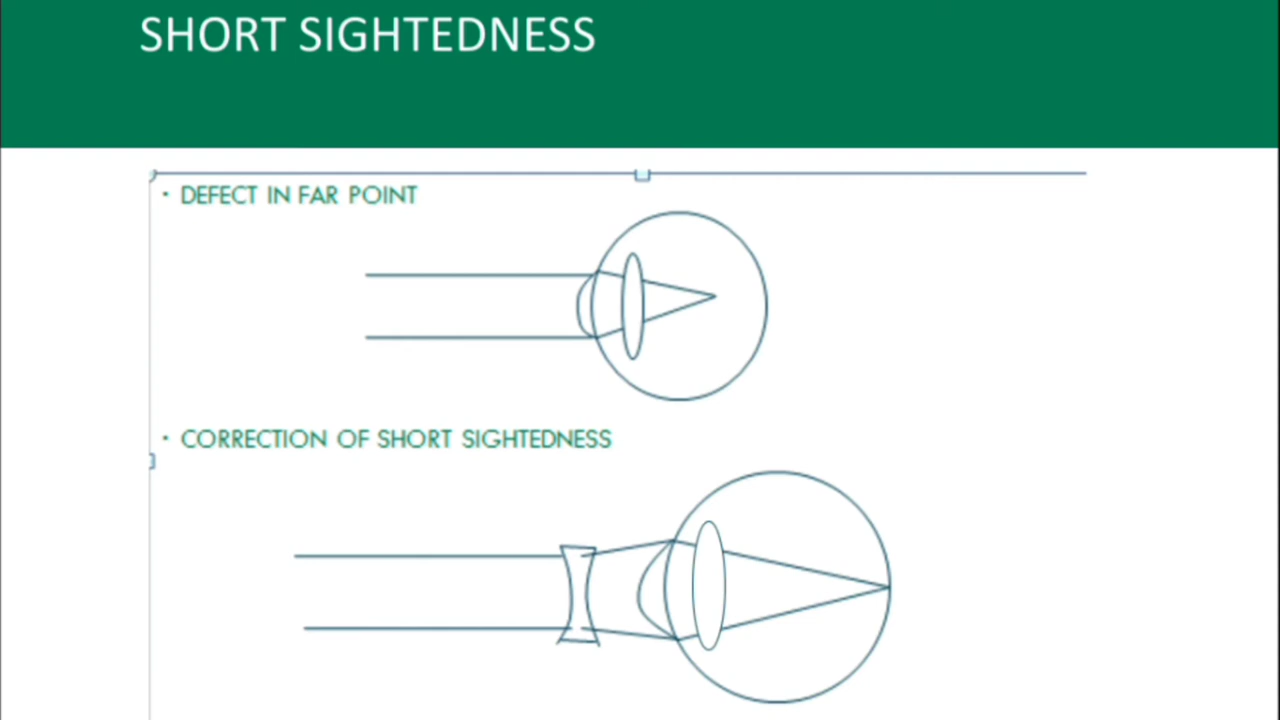 SHORT SIGHTEDNESS
• DEFECT IN FAR POINT
• CORRECTION OF SHORT SIGHTEDNESS